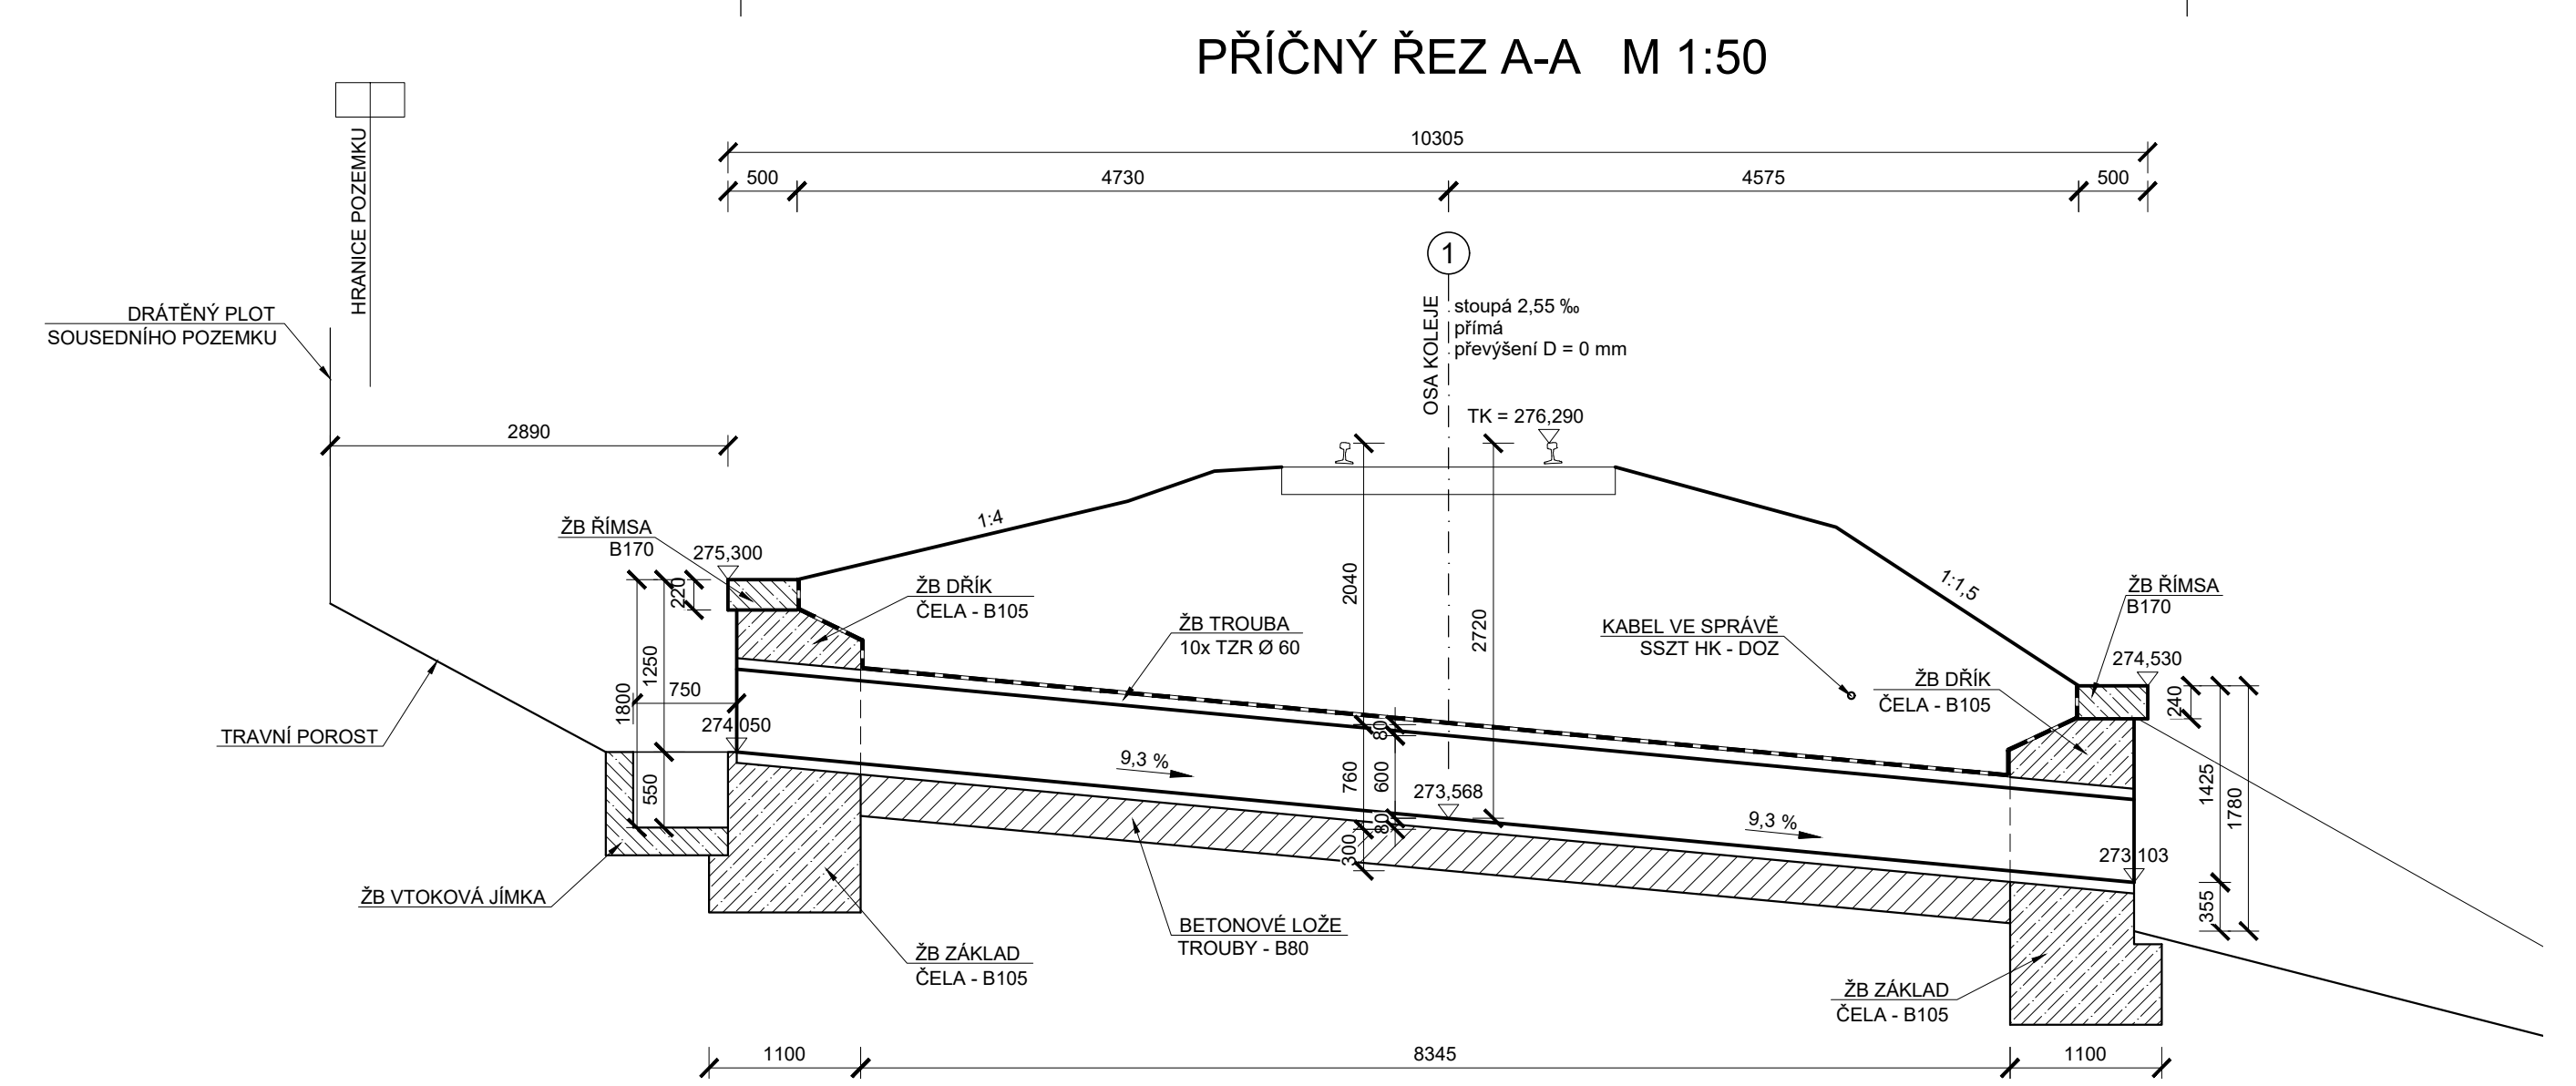 PŘÍČNÝ ŘEZ A-A M 1:50
10305
500
4730
4575
500
HRANICE POZEMKU
1
OSA KOLEJE
stoupá 2,55 ‰
přímá
převýšení D = 0 mm
DRÁTĚNÝ PLOT
SOUSEDNÍHO POZEMKU
TK = 276,290
2890
1:4
ŽB ŘÍMSA
B170
275,300
220
ŽB DŘÍK
ČELA - B105
ŽB TROUBA
10x TZR Ø 60
2040
2720
KABEL VE SPRÁVĚ
SSZT HK - DOZ
1:1,5
ŽB ŘÍMSA
B170
274,530
240
ŽB DŘÍK
ČELA - B105
1800
1250
750
274,050
550
TRAVNÍ POROST
9,3 %
80
760
600
80
300
273,568
9,3 %
273,103
1425
1780
355
ŽB VTOKOVÁ JÍMKA
BETONOVÉ LOŽE
TROUBY - B80
ŽB ZÁKLAD
ČELA - B105
ŽB ZÁKLAD
ČELA - B105
1100
8345
1100